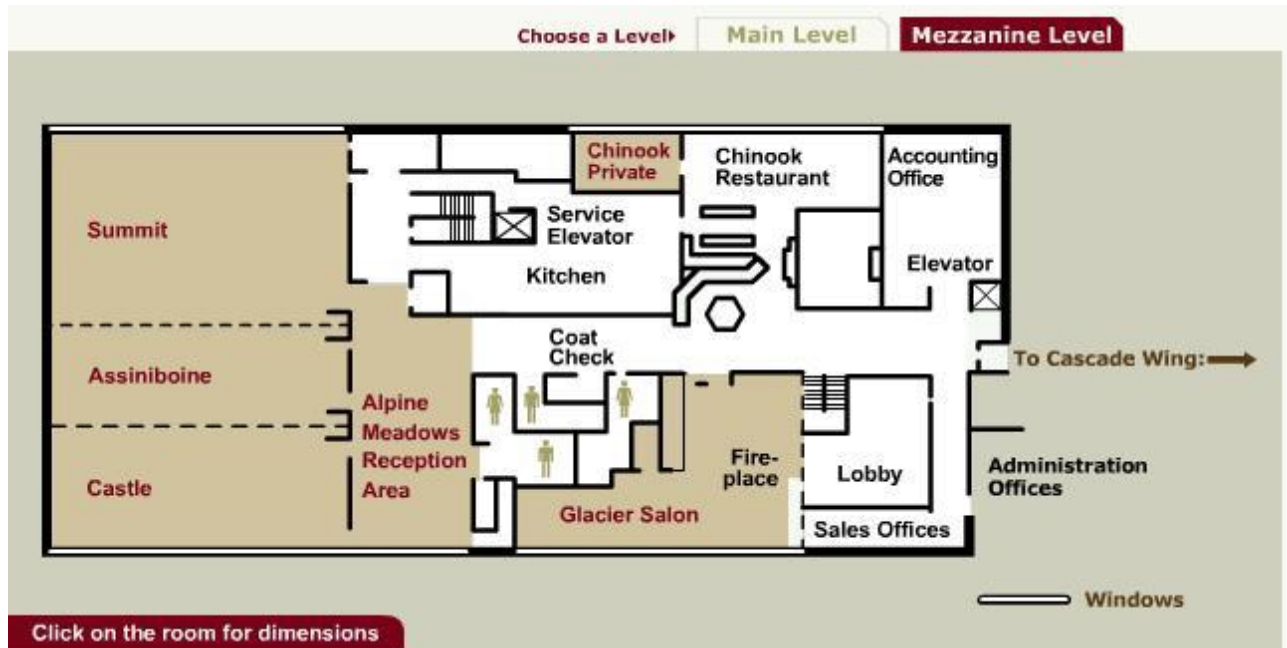 Choose a Level
Main Level
Mezzanine Level
Chinook
Private
Chinook
Restaurant
Accounting
Office
Summit
Service
Elevator
Elevator
Kitchen
Coat
Check
To Cascade Wing:
Assiniboine
Alpine
Meadows
Reception
Area
Castle
Fire-
place
Lobby
Administration
Offices
Glacier Salon
Sales Offices
Windows
Click on the room for dimensions